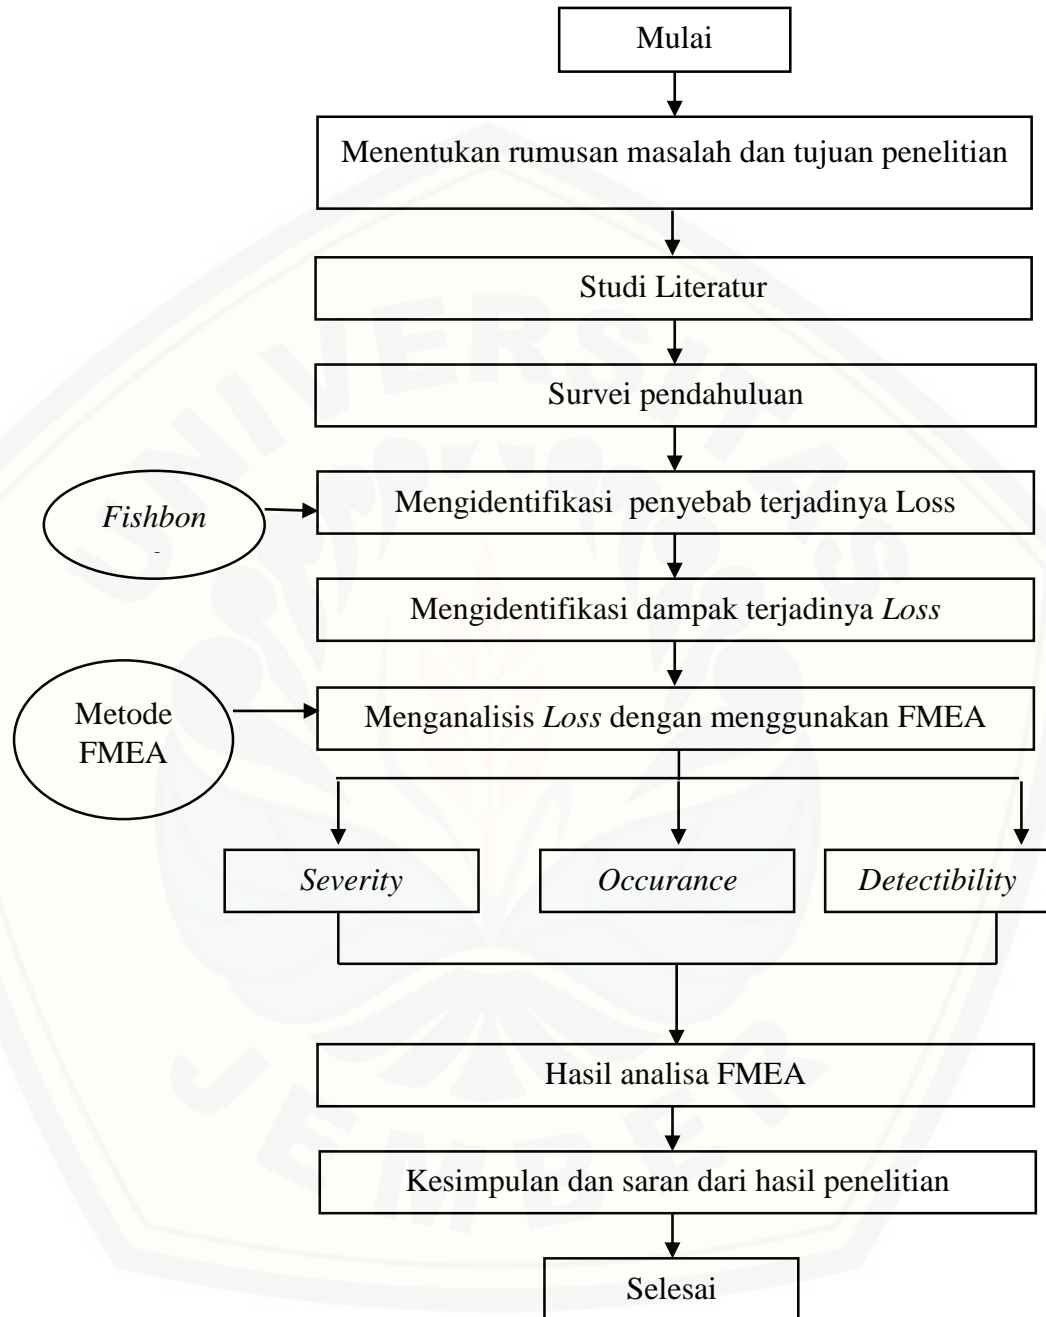 Mulai
Menentukan rumusan masalah dan tujuan penelitian
Studi Literatur
Survei pendahuluan
Fishbon
Mengidentifikasi penyebab terjadinya Loss
Mengidentifikasi dampak terjadinya Loss
Metode
FMEA
Menganalisis Loss dengan menggunakan FMEA
Severity
Occurance
Detectibility
Hasil analisa FMEA
Kesimpulan dan saran dari hasil penelitian
Selesai
UNIVERSITAS
JEMBER